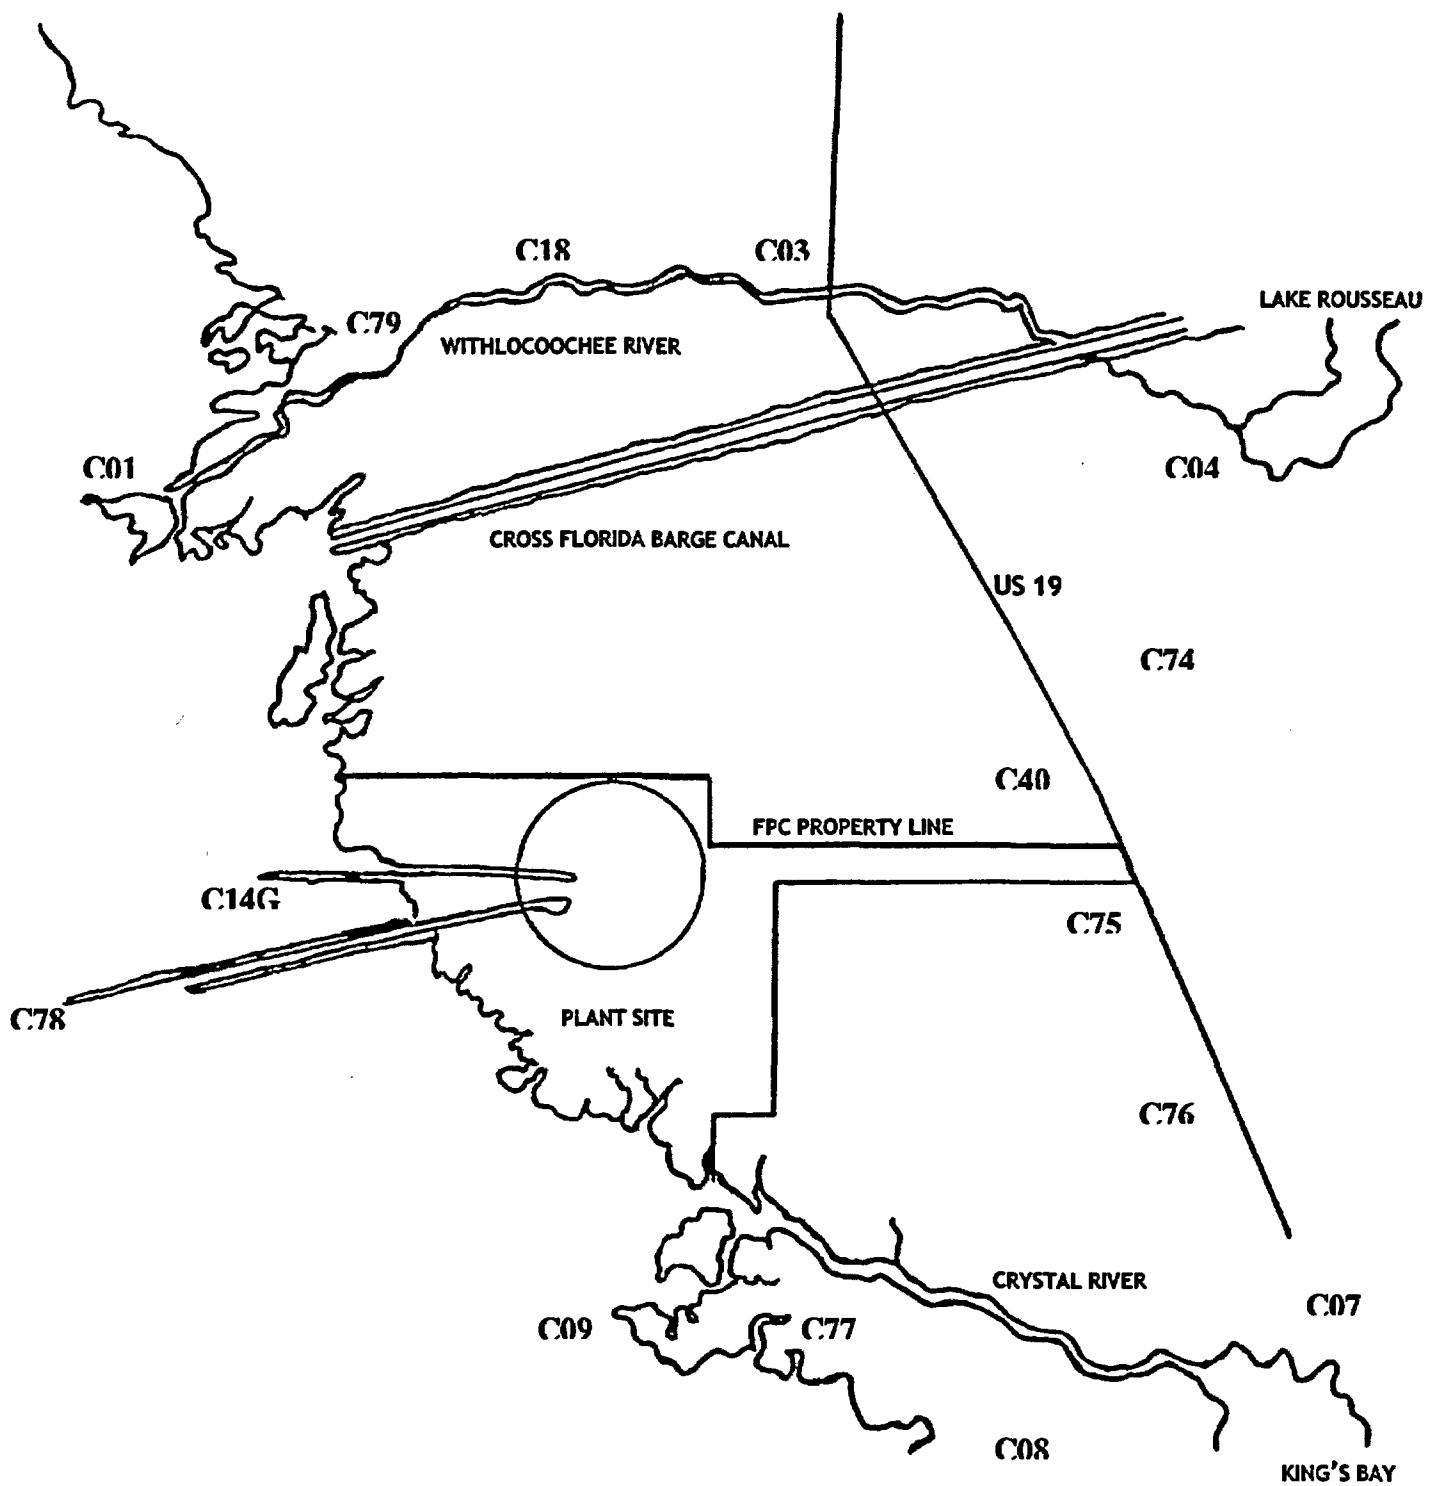 C18
C03
LAKE ROUSSEAU
C79
WITHLOCOOCHEE RIVER
C01
C04
CROSS FLORIDA BARGE CANAL
US 19
C74
C40
FPC PROPERTY LINE
C14G
C75
C78
PLANT SITE
C76
CRYSTAL RIVER
C07
C09
C77
C08
KING'S BAY